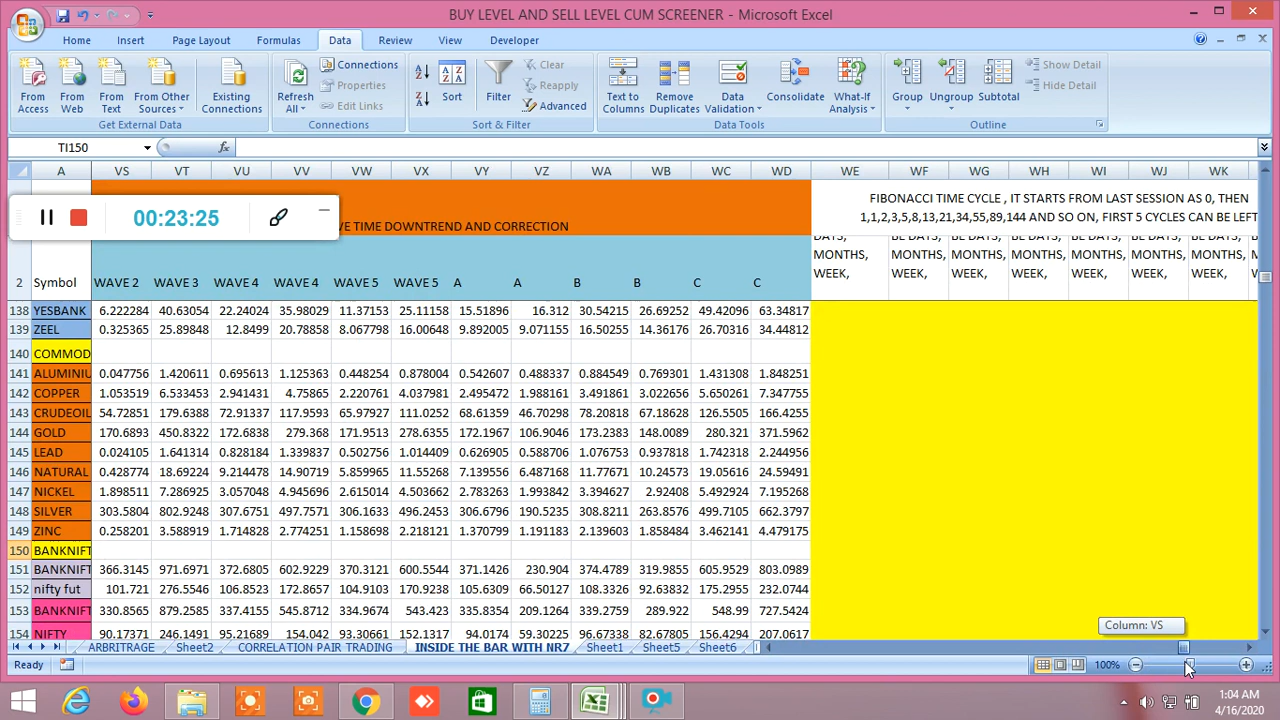 BUY LEVEL AND SELL LEVEL CUM SCREENER - Microsoft Excel
Home Insert Page Layout Formulas Data Review View Developer
From Access
From Web
From Text
From Other Sources
Existing Connections
Get External Data
Refresh All
Connections
Properties
Edit Links
Connections
Sort
Filter
Clear
Reapply
Advanced
Sort & Filter
Text to Columns
Remove Duplicates
Data Validation
Consolidate
What-If Analysis
Data Tools
Group
Ungroup
Subtotal
Show Detail
Hide Detail
Outline
TI150 fx
A VS VT VU VV VW VX VY VZ WA WB WC WD WE WF WG WH WI WJ WK
00:23:25
VE TIME DOWNTREND AND CORRECTION
FIBONACCI TIME CYCLE , IT STARTS FROM LAST SESSION AS 0, THEN
1,1,2,3,5,8,13,21,34,55,89,144 AND SO ON, FIRST 5 CYCLES CAN BE LEFT
DAYS, BE DAYS, BE DAYS, BE DAYS, BE DAYS, BE DAYS, BE DAYS,
MONTHS, MONTHS, MONTHS, MONTHS, MONTHS, MONTHS, MONTHS,
WEEK, WEEK, WEEK, WEEK, WEEK, WEEK, WEEK,
2 Symbol WAVE 2 WAVE 3 WAVE 4 WAVE 4 WAVE 5 WAVE 5 A A B B C C
138 YESBANK 6.222284 40.63054 22.24024 35.98029 11.37153 25.11158 15.51896 16.312 30.54215 26.69252 49.42096 63.34817
139 ZEEL 0.325365 25.89848 12.8499 20.78858 8.067798 16.00648 9.892005 9.071155 16.50255 14.36176 26.70316 34.44812
140 COMMOD
141 ALUMINIU 0.047756 1.420611 0.695613 1.125363 0.448254 0.878004 0.542607 0.488337 0.884549 0.769301 1.431308 1.848251
142 COPPER 1.053519 6.533453 2.941431 4.75865 2.220761 4.037981 2.495472 1.988161 3.491861 3.022656 5.650261 7.347755
143 CRUDEOIL 54.72851 179.6388 72.91337 117.9593 65.97927 111.0252 68.61359 46.70298 78.20818 67.18628 126.5505 166.4255
144 GOLD 170.6893 450.8322 172.6838 279.368 171.9513 278.6355 172.1967 106.9046 173.2383 148.0089 280.321 371.5962
145 LEAD 0.024105 1.641314 0.828184 1.339837 0.502756 1.014409 0.626905 0.588706 1.076253 0.937818 1.742318 2.244956
146 NATURAL 0.428774 18.69224 9.214478 14.90719 5.859965 11.55268 7.139556 6.487168 11.77671 10.24573 19.05616 24.59491
147 NICKEL 1.898511 7.286925 3.057048 4.945696 2.615014 4.503662 2.783263 1.993842 3.394627 2.92408 5.492924 7.195268
148 SILVER 303.5804 802.9248 307.6751 497.7571 306.1633 496.2453 306.6796 190.5235 308.8211 263.8576 499.7105 662.3797
149 ZINC 0.258201 3.588919 1.714828 2.774251 1.158698 2.218121 1.370799 1.191183 2.139603 1.858484 3.462141 4.479175
150 BANKNIFT
151 BANKNIFT 366.3145 971.6971 372.6805 602.9229 370.3121 600.5544 371.1426 230.904 374.4789 319.9855 605.9529 803.0989
152 nifty fut 101.721 276.5546 106.8352 172.8657 104.9103 170.9238 105.6309 66.50127 108.3326 92.63255 175.2955 232.0744
153 BANKNIFT 330.8565 879.2585 337.4155 545.8712 334.9674 543.423 335.8354 209.1264 339.2759 289.922 548.99 727.5424
154 NIFTY 90.17371 246.1491 95.21689 154.042 93.30661 152.1317 94.0174 59.30225 96.67338 82.67805 156.4294 207.0617
Column: VS
ARBRITRAGE Sheet2 CORRELATION PAIR TRADING INSIDE THE BAR WITH NR7 Sheet1 Sheet5 Sheet6
Ready 100%
1:04 AM
4/16/2020